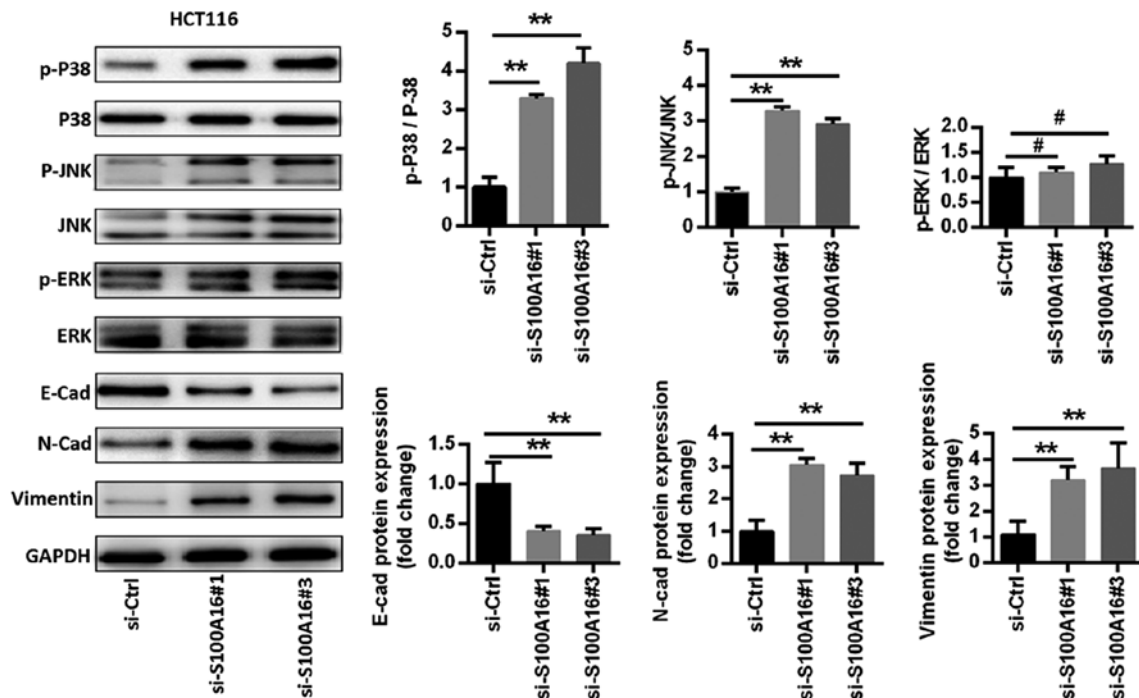 HCT116
p-P38
P38
P-JNK
JNK
p-ERK
ERK
E-Cad
N-Cad
Vimentin
GAPDH
si-Ctrl
si-S100A16#1
si-S100A16#3
p-P38 / P-38
5
4
3
2
1
0
**
**
si-Ctrl
si-S100A16#1
si-S100A16#3
p-JNK/JNK
5
4
3
2
1
0
**
**
si-Ctrl
si-S100A16#1
si-S100A16#3
p-ERK / ERK
2.0
1.5
1.0
0.5
0.0
#
#
si-Ctrl
si-S100A16#1
si-S100A16#3
E-cad protein expression
(fold change)
1.5
1.0
0.5
0.0
**
**
si-Ctrl
si-S100A16#1
si-S100A16#3
N-cad protein expression
(fold change)
4
3
2
1
0
**
**
si-Ctrl
si-S100A16#1
si-S100A16#3
Vimentin protein expression
(fold change)
5
4
3
2
1
0
**
**
si-Ctrl
si-S100A16#1
si-S100A16#3